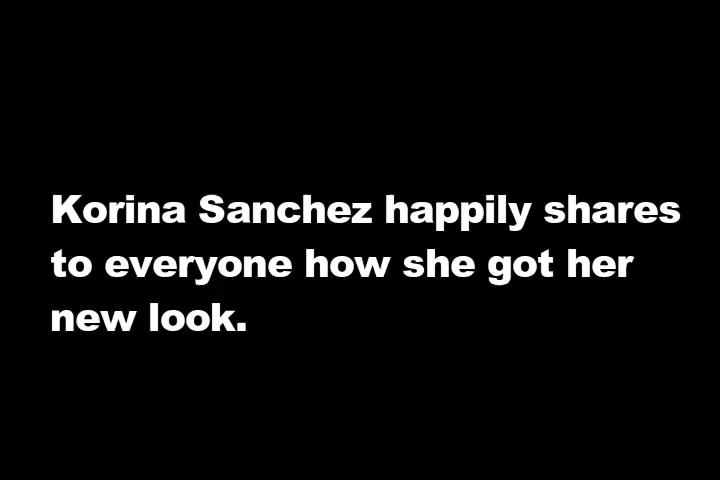 Korina Sanchez happily shares
to everyone how she got her
new look.